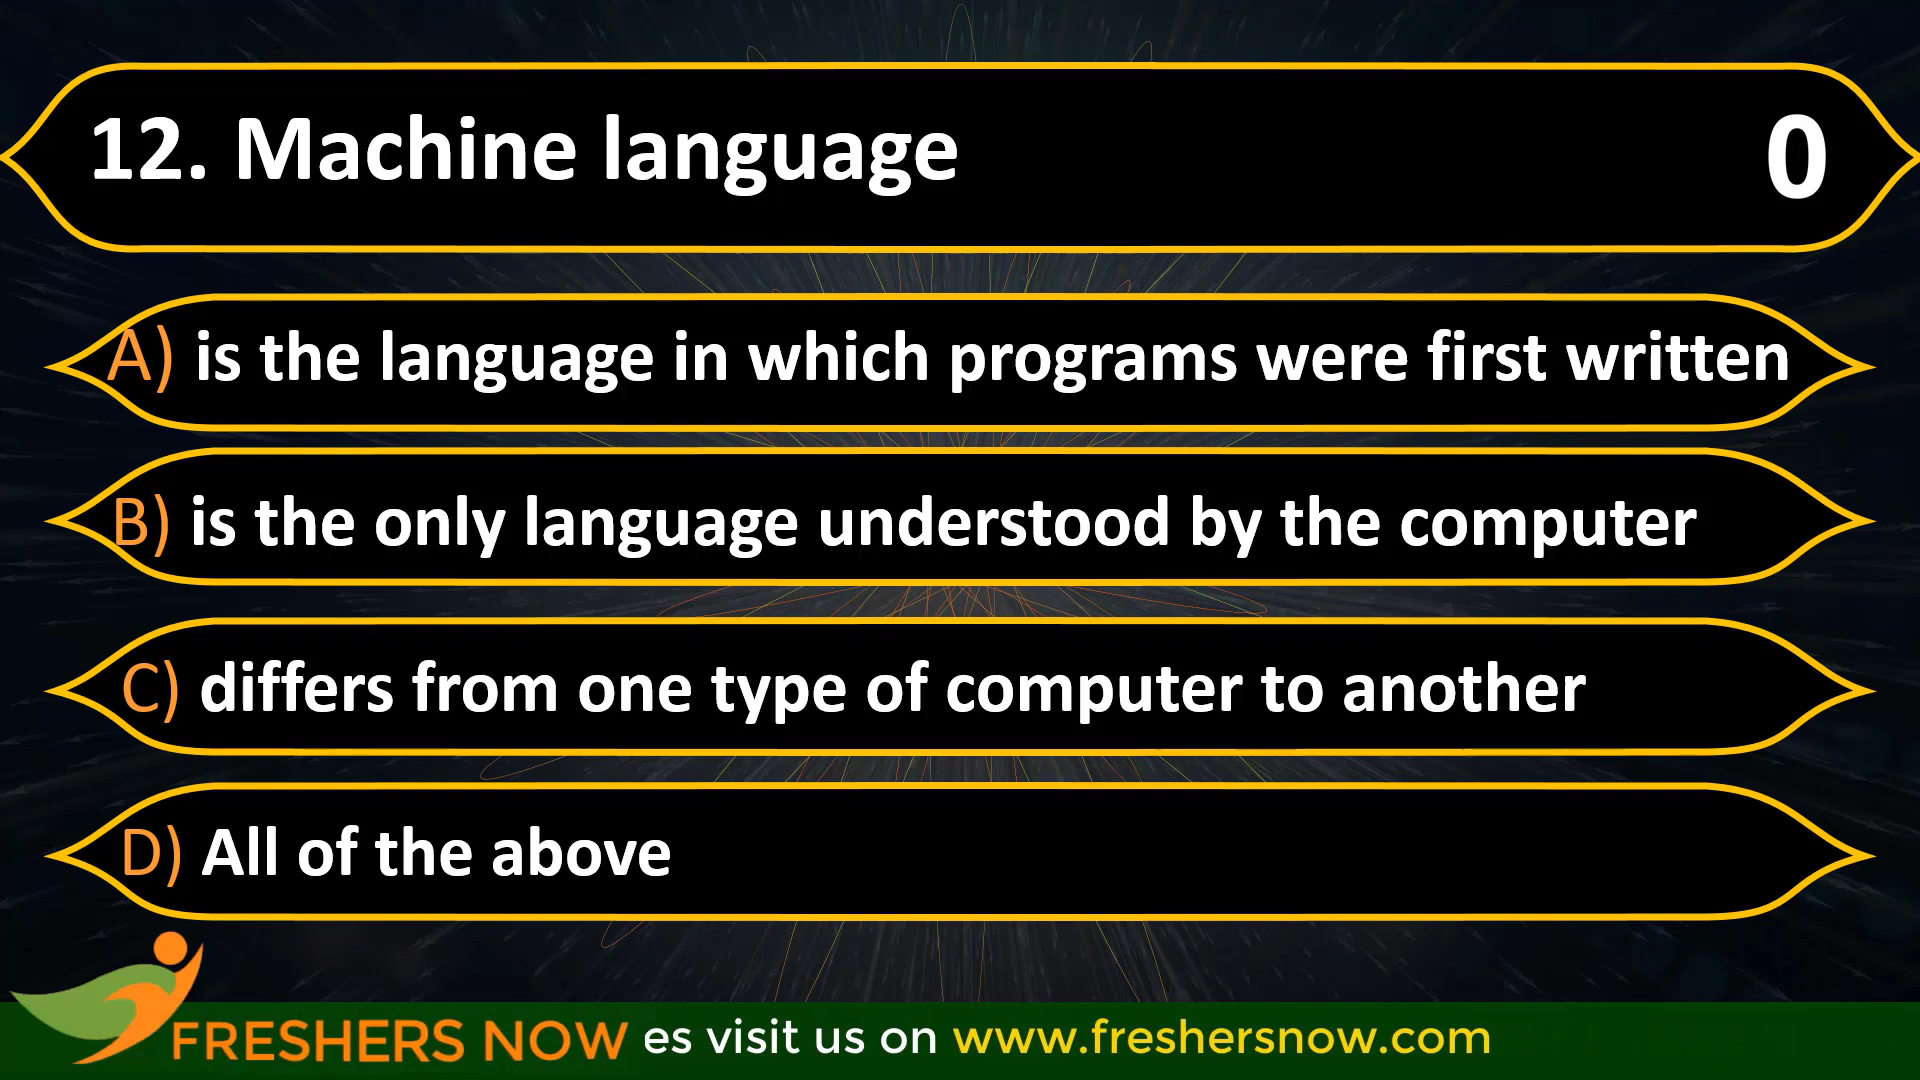 12. Machine language
0
A) is the language in which programs were first written
B) is the only language understood by the computer
C) differs from one type of computer to another
D) All of the above
FRESHERS NOW es visit us on www.freshersnow.com